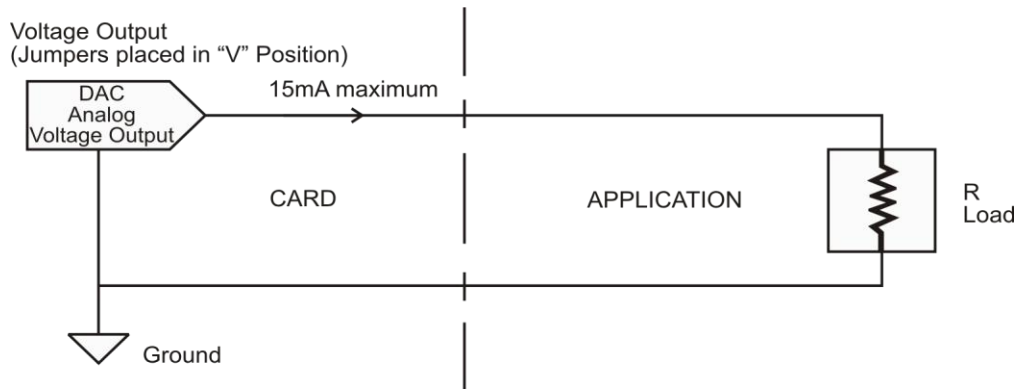 Voltage Output
(Jumpers placed in “V” Position)
DAC
Analog
Voltage Output
15mA maximum
CARD
APPLICATION
R
Load
Ground